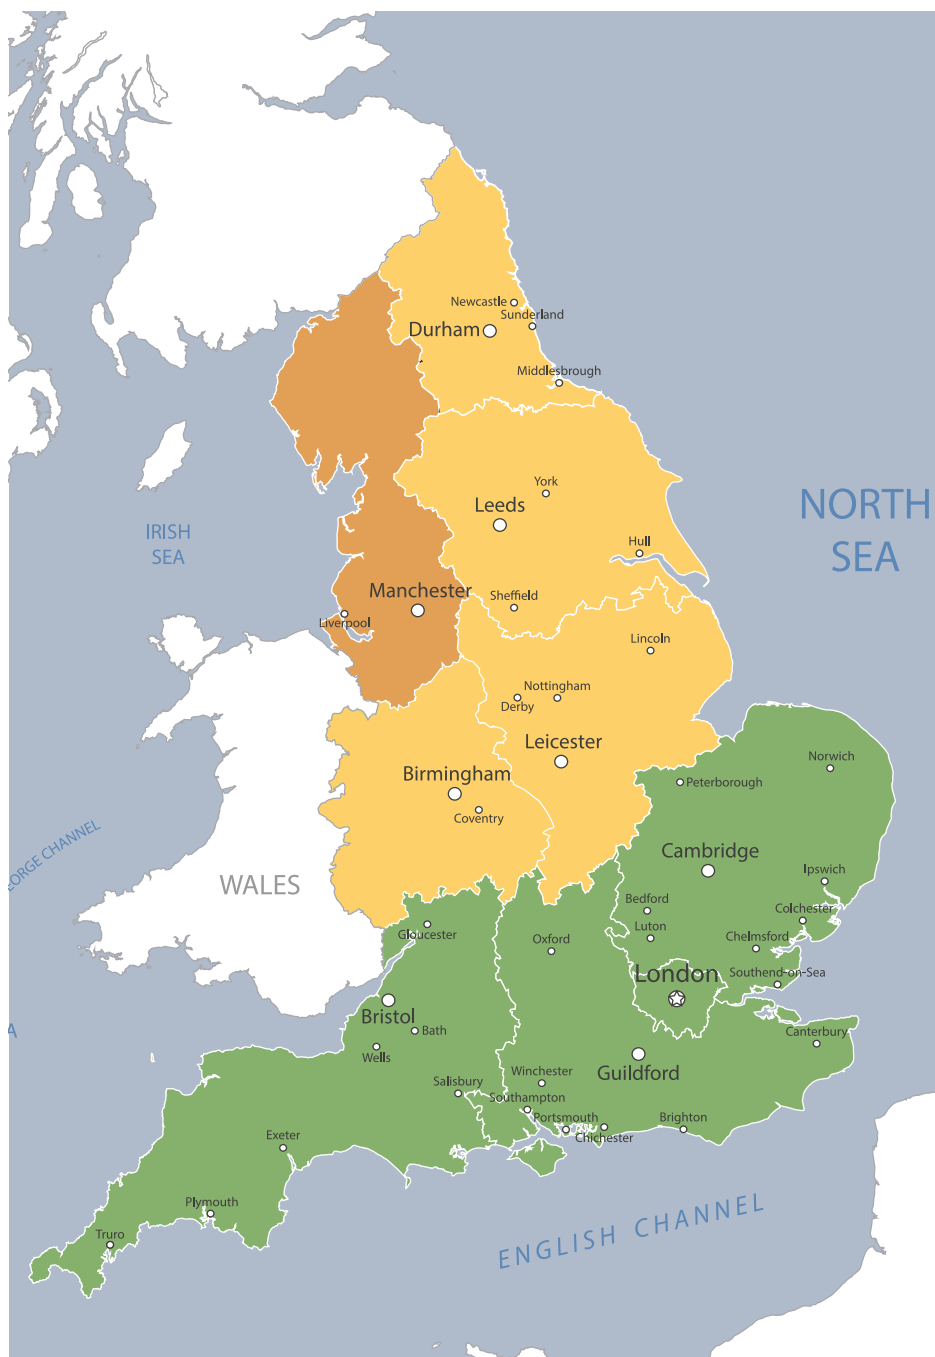 Newcastle
Sunderland
Durham
Middlesbrough
York
Leeds
NORTH
SEA
IRISH
SEA
Hull
Manchester
Sheffield
Liverpool
Lincoln
Nottingham
Derby
Leicester
Norwich
Birmingham
Peterborough
Coventry
ORGE CHANNEL
Cambridge
WALES
Ipswich
Bedford
Colchester
Gloucester
Luton
Chelmsford
Oxford
London
Southend-on-Sea
Bristol
A
Bath
Canterbury
Wells
Guildford
Winchester
Salisbury
Southampton
Portsmouth
Brighton
Chichester
Exeter
Plymouth
ENGLISH CHANNEL
Truro